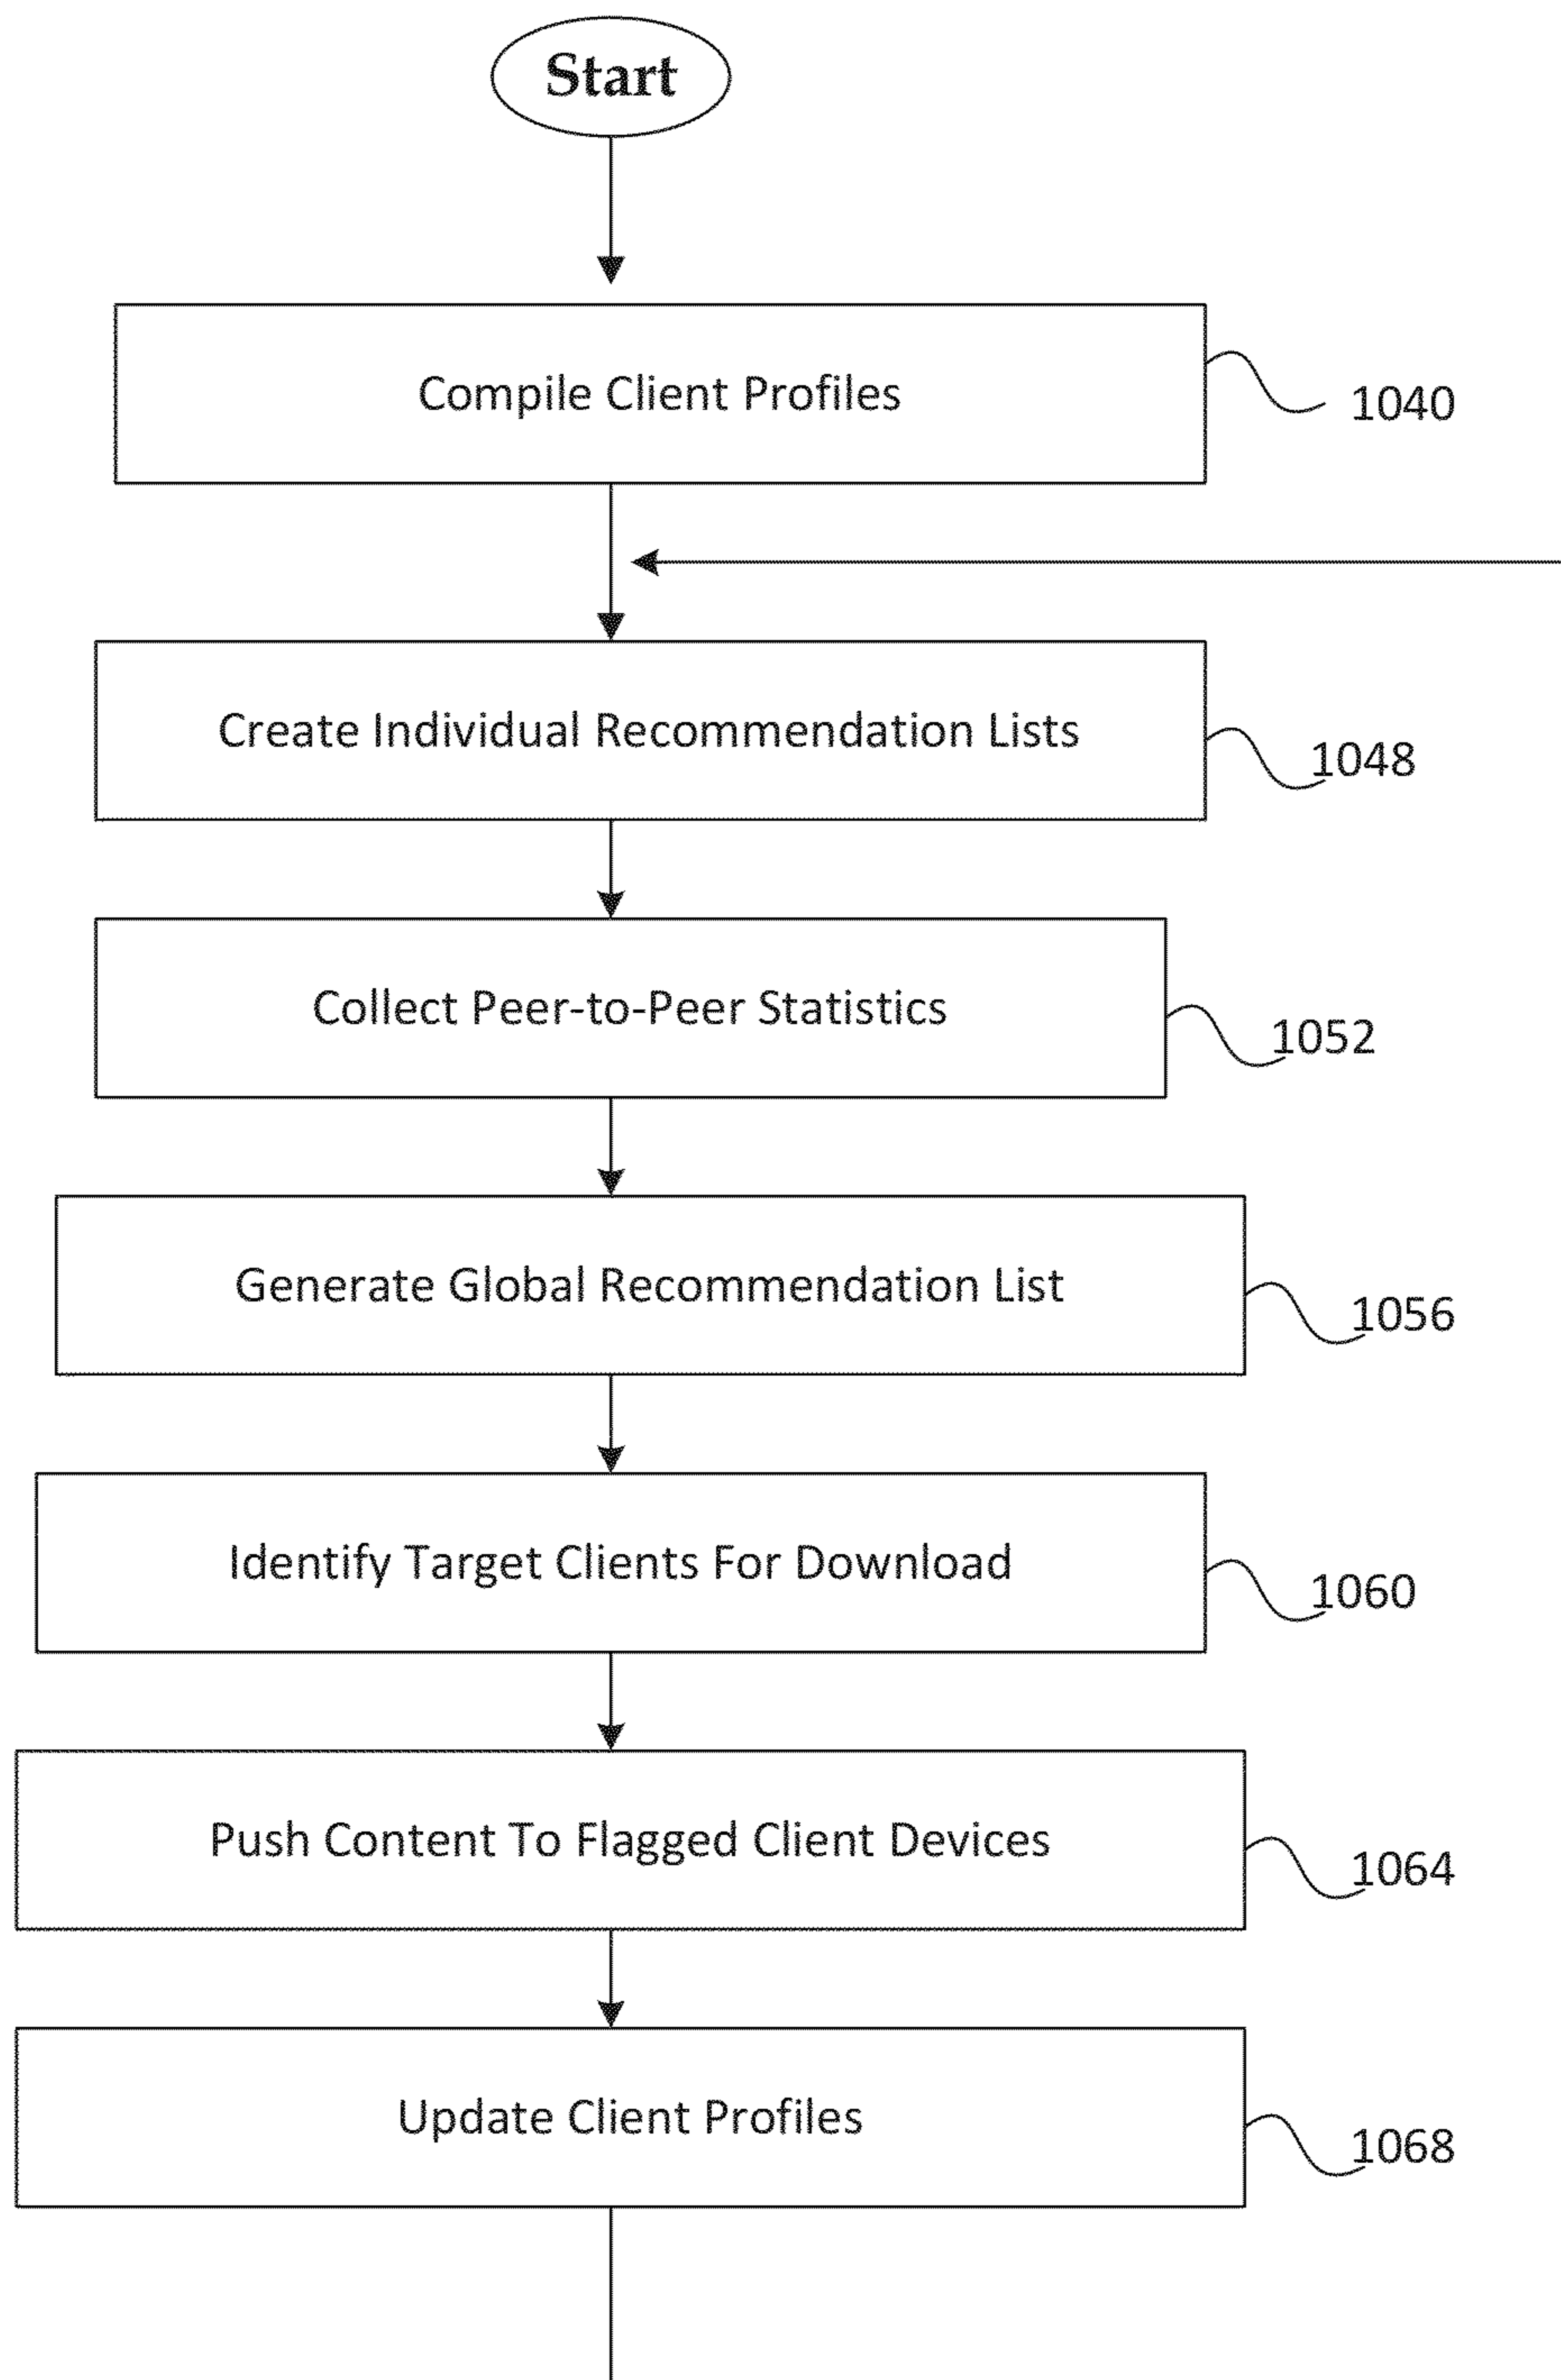 Start
Compile Client Profiles
1040
Create Individual Recommendation Lists
1048
Collect Peer-to-Peer Statistics
1052
Generate Global Recommendation List
1056
Identify Target Clients For Download
1060
Push Content To Flagged Client Devices
1064
Update Client Profiles
1068